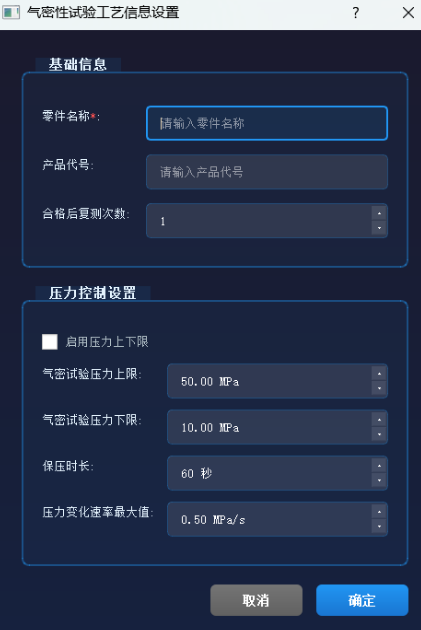 气密性试验工艺信息设置
?
基础信息
零件名称*:
请输入零件名称
产品代号:
请输入产品代号
合格后复测次数:
1
压力控制设置
启用压力上下限
气密试验压力上限:
50.00 MPa
气密试验压力下限:
10.00 MPa
保压时长:
60 秒
压力变化速率最大值:
0.50 MPa/s
取消
确定